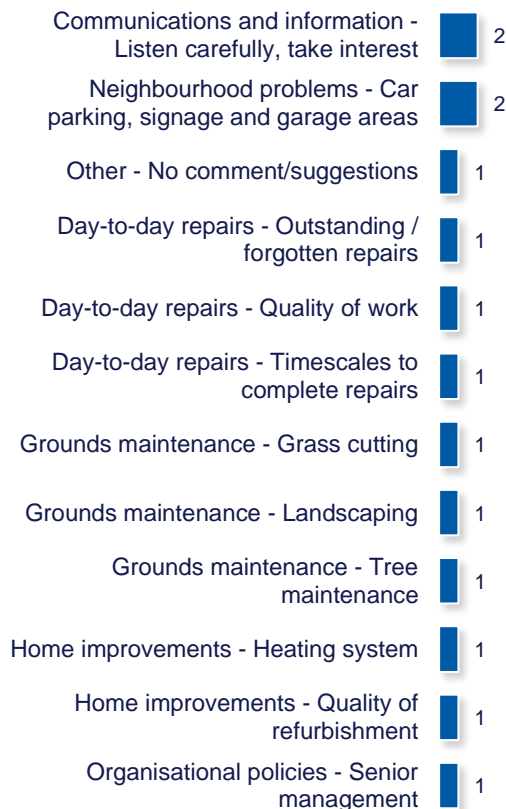 Communications and information -
Listen carefully, take interest
2
Neighbourhood problems - Car
parking, signage and garage areas
2
Other - No comment/suggestions
1
Day-to-day repairs - Outstanding /
forgotten repairs
1
Day-to-day repairs - Quality of work
1
Day-to-day repairs - Timescales to
complete repairs
1
Grounds maintenance - Grass cutting
1
Grounds maintenance - Landscaping
1
Grounds maintenance - Tree
maintenance
1
Home improvements - Heating system
1
Home improvements - Quality of
refurbishment
1
Organisational policies - Senior
management
1